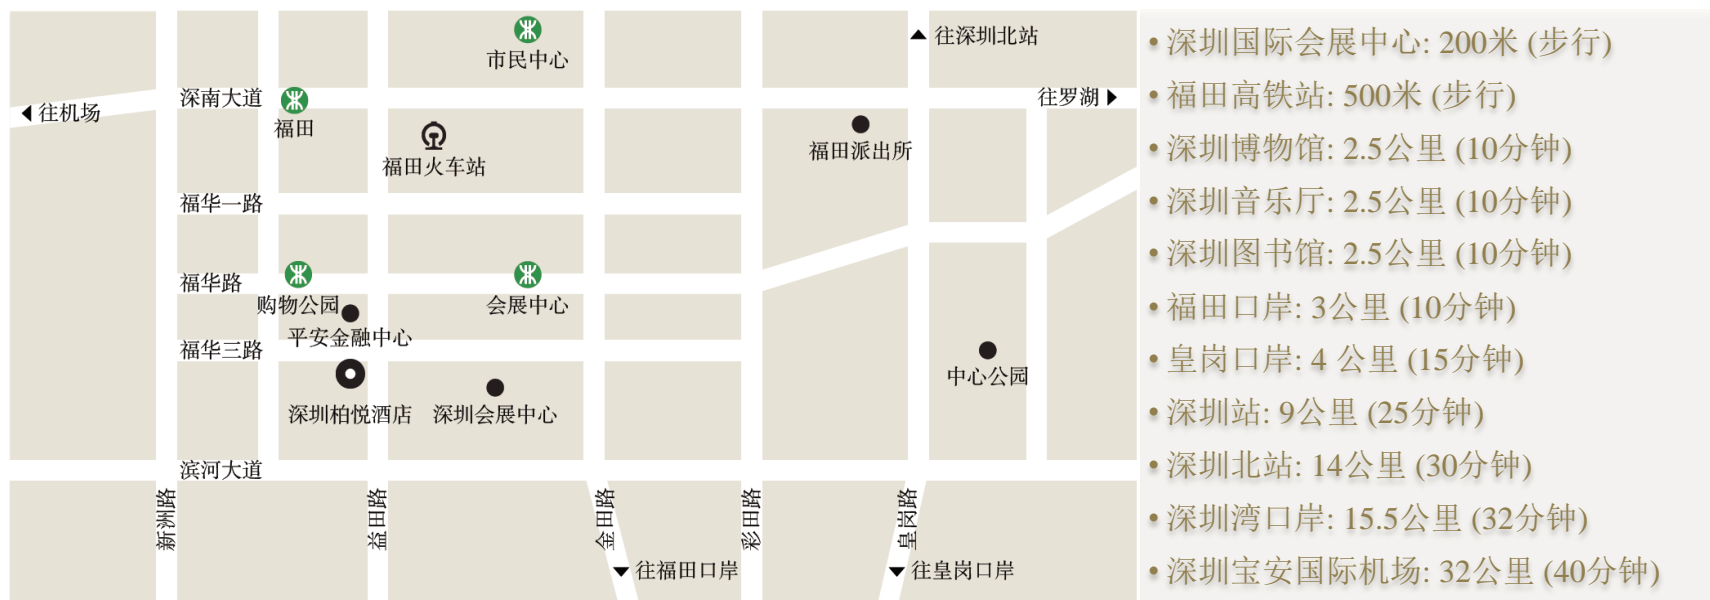 市民中心
往深圳北站
深南大道
往罗湖
往机场
福田
福田火车站
福田派出所
福华一路
福华路
购物公园
会展中心
平安金融中心
福华三路
中心公园
深圳柏悦酒店
深圳会展中心
滨河大道
新洲路
益田路
金田路
彩田路
皇岗路
往福田口岸
往皇岗口岸
• 深圳国际会展中心: 200米 (步行)
• 福田高铁站: 500米 (步行)
• 深圳博物馆: 2.5公里 (10分钟)
• 深圳音乐厅: 2.5公里 (10分钟)
• 深圳图书馆: 2.5公里 (10分钟)
• 福田口岸: 3公里 (10分钟)
• 皇岗口岸: 4 公里 (15分钟)
• 深圳站: 9公里 (25分钟)
• 深圳北站: 14公里 (30分钟)
• 深圳湾口岸: 15.5公里 (32分钟)
• 深圳宝安国际机场: 32公里 (40分钟)